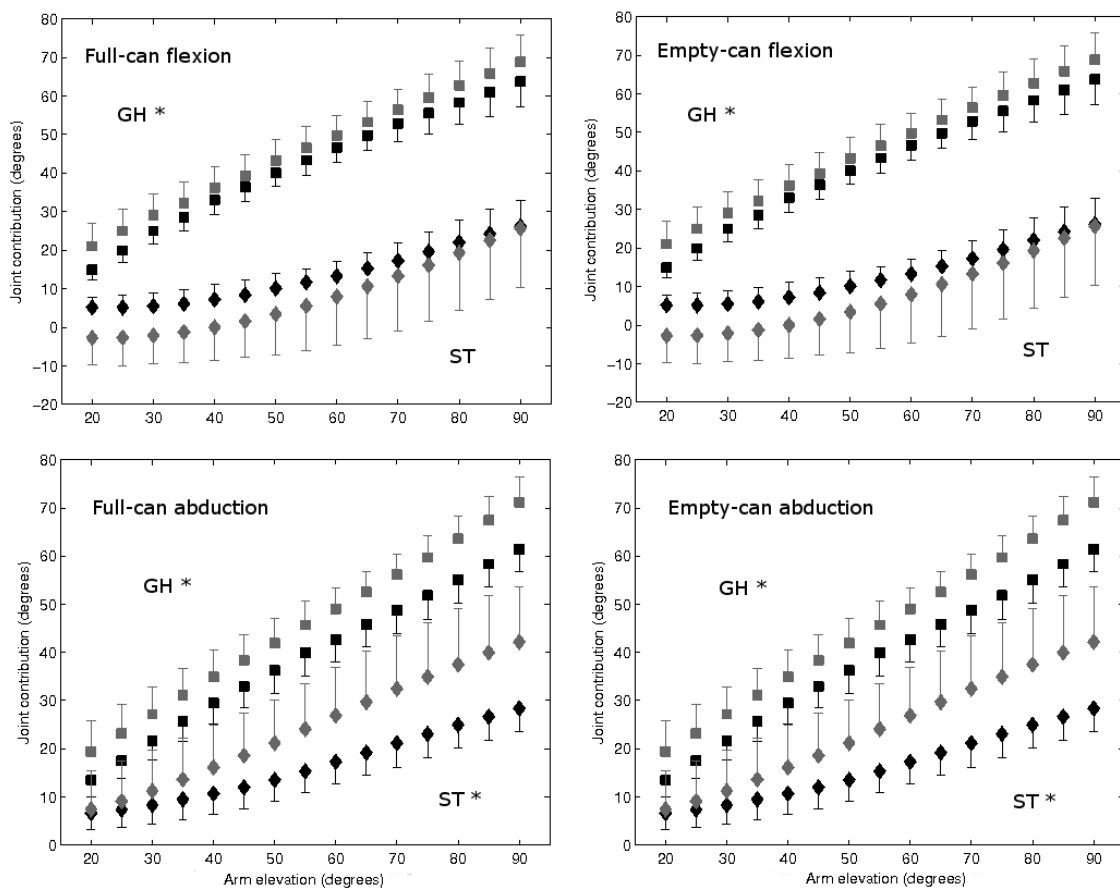 Full-can flexion
GH *
ST
Joint contribution (degrees)
80
70
60
50
40
30
20
10
0
−10
−20
20 30 40 50 60 70 80 90
Empty-can flexion
GH *
ST
Joint contribution (degrees)
80
70
60
50
40
30
20
10
0
−10
−20
20 30 40 50 60 70 80 90
Full-can abduction
GH *
ST *
Joint contribution (degrees)
80
70
60
50
40
30
20
10
0
20 30 40 50 60 70 80 90
Arm elevation (degrees)
Empty-can abduction
GH *
ST *
Joint contribution (degrees)
80
70
60
50
40
30
20
10
0
20 30 40 50 60 70 80 90
Arm elevation (degrees)